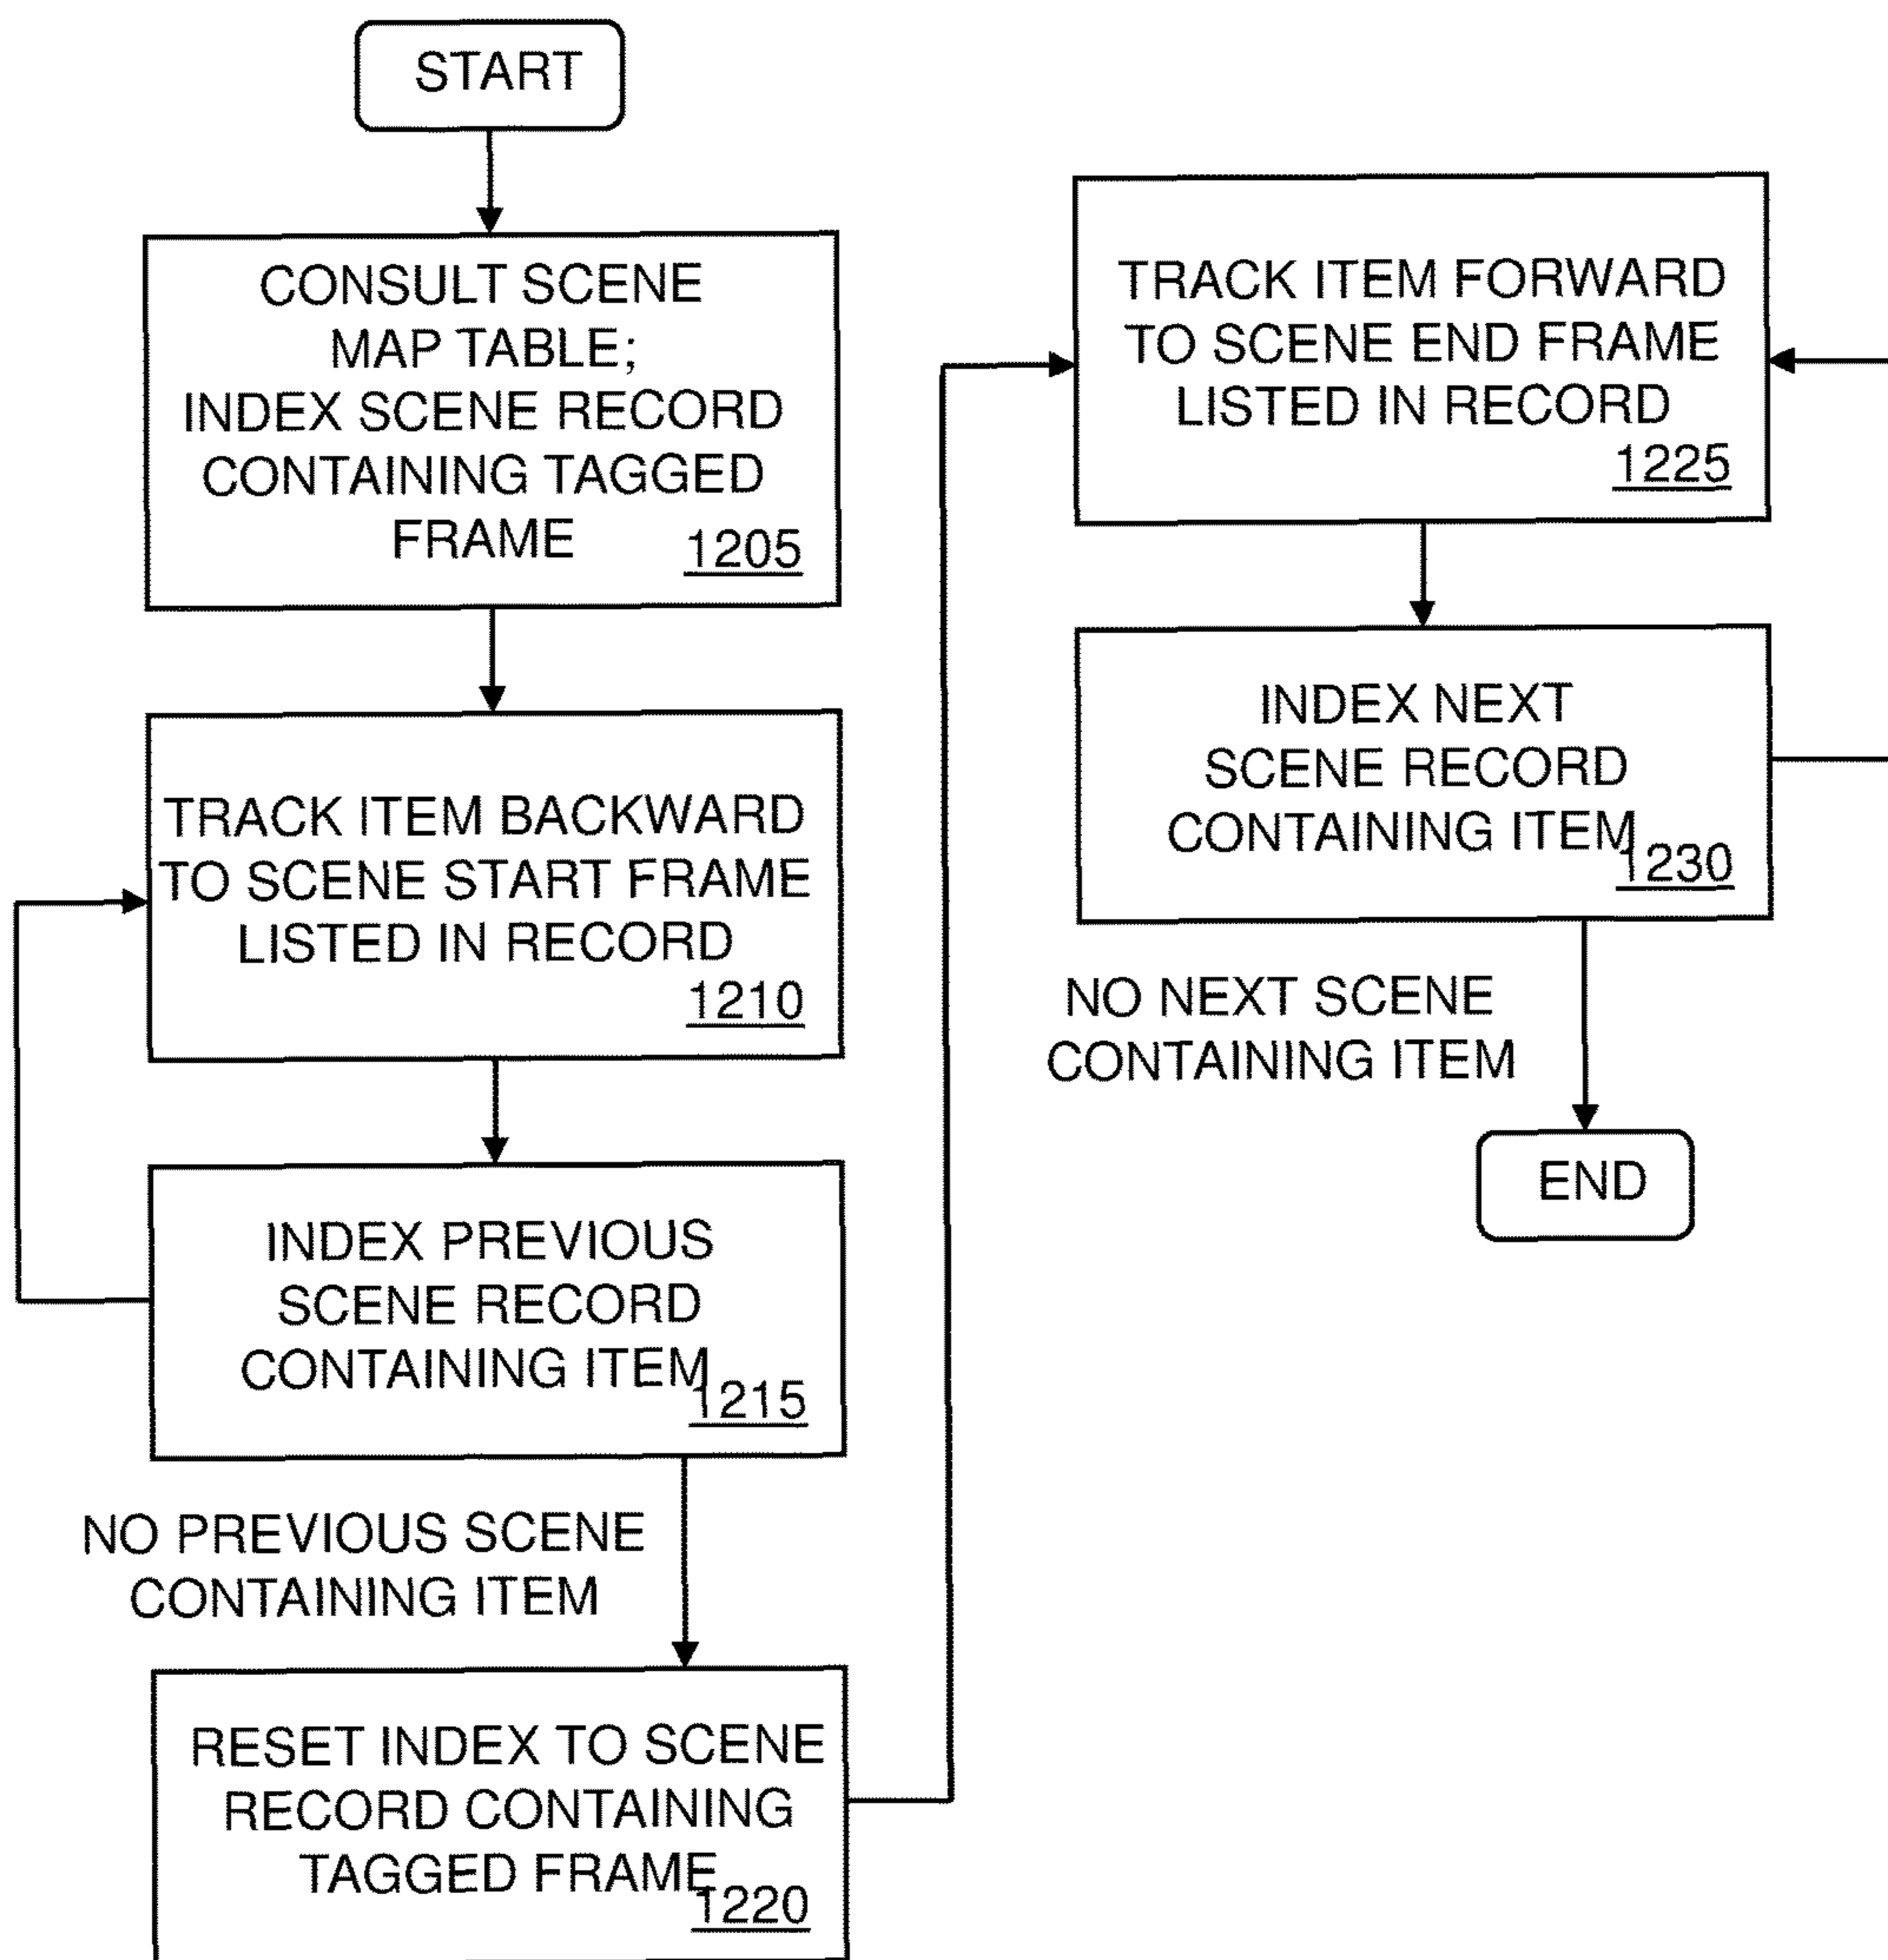 START
CONSULT SCENE
MAP TABLE;
INDEX SCENE RECORD
CONTAINING TAGGED
FRAME
1205
TRACK ITEM BACKWARD
TO SCENE START FRAME
LISTED IN RECORD
1210
INDEX PREVIOUS
SCENE RECORD
CONTAINING ITEM
1215
NO PREVIOUS SCENE
CONTAINING ITEM
RESET INDEX TO SCENE
RECORD CONTAINING
TAGGED FRAME
1220
TRACK ITEM FORWARD
TO SCENE END FRAME
LISTED IN RECORD
1225
INDEX NEXT
SCENE RECORD
CONTAINING ITEM
1230
NO NEXT SCENE
CONTAINING ITEM
END